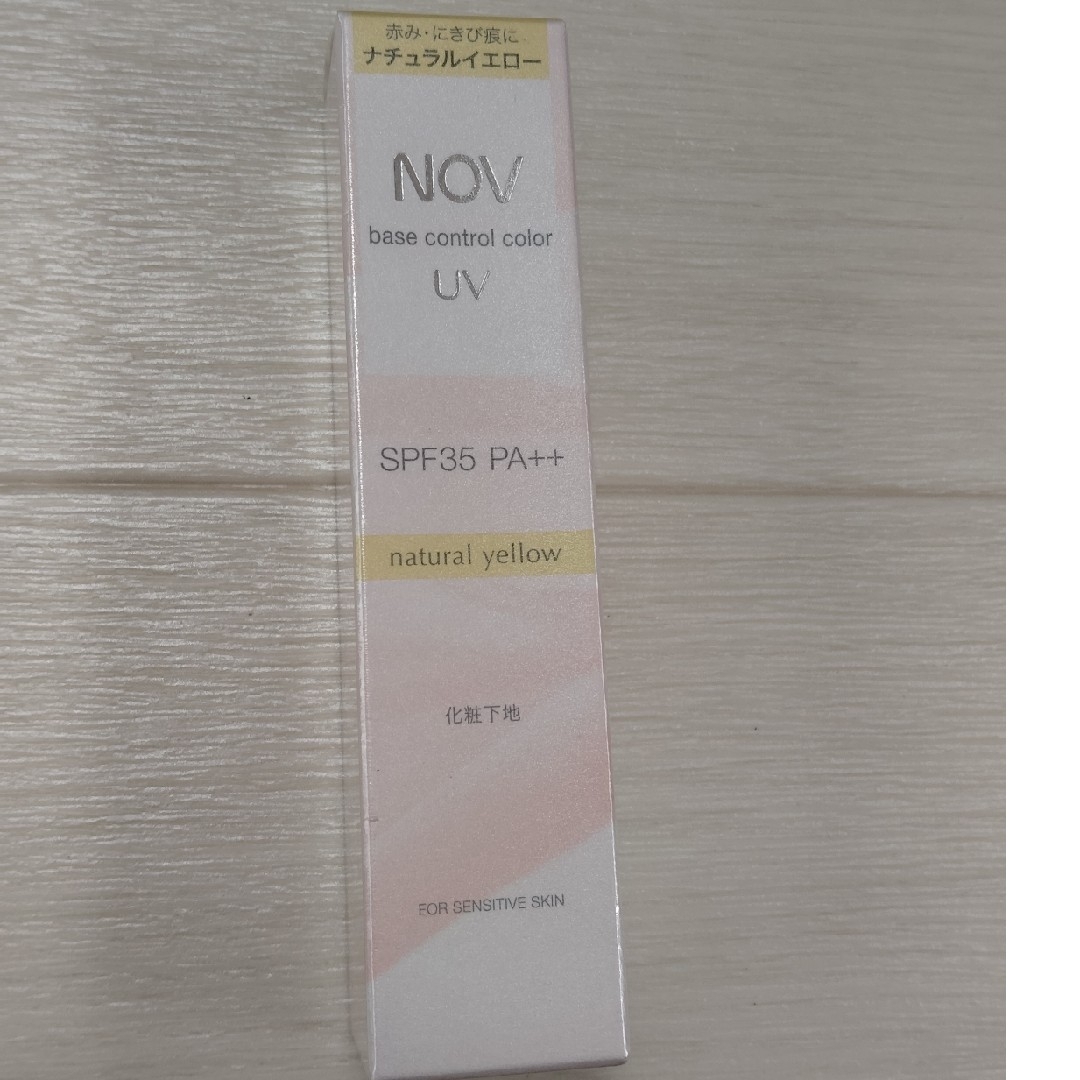 赤み・にきび痕に
ナチュラルイエロー
NOV
base control color
UV
SPF35 PA++
natural yellow
化粧下地
FOR SENSITIVE SKIN